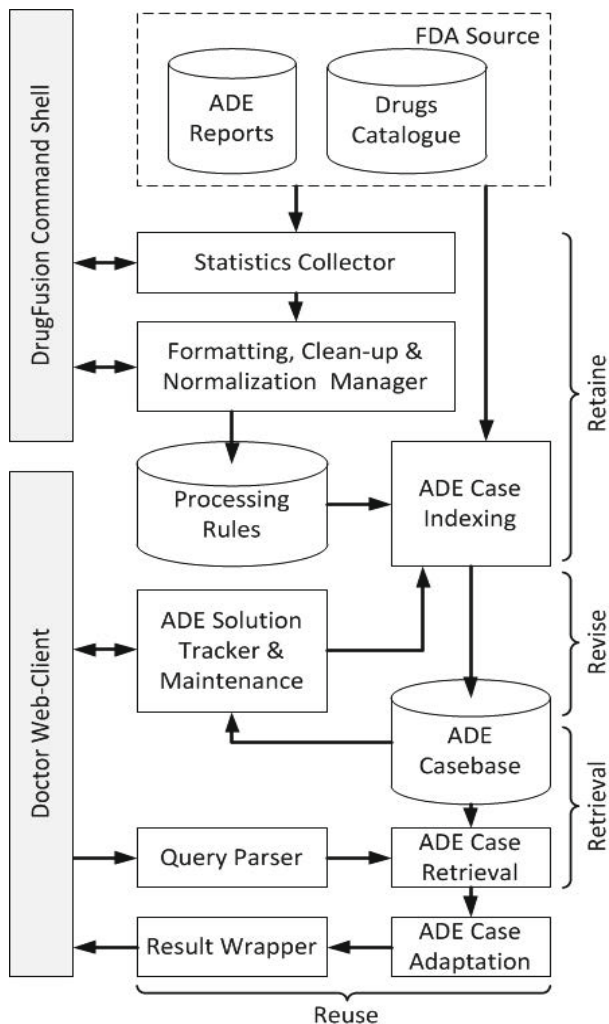 FDA Source
ADE
Reports
Drugs
Catalogue
DrugFusion Command Shell
Statistics Collector
Formatting, Clean-up &
Normalization Manager
Retaine
Processing
Rules
ADE Case
Indexing
Doctor Web-Client
ADE Solution
Tracker &
Maintenance
Revise
ADE
Casebase
Retrieval
Query Parser
ADE Case
Retrieval
Result Wrapper
ADE Case
Adaptation
Reuse